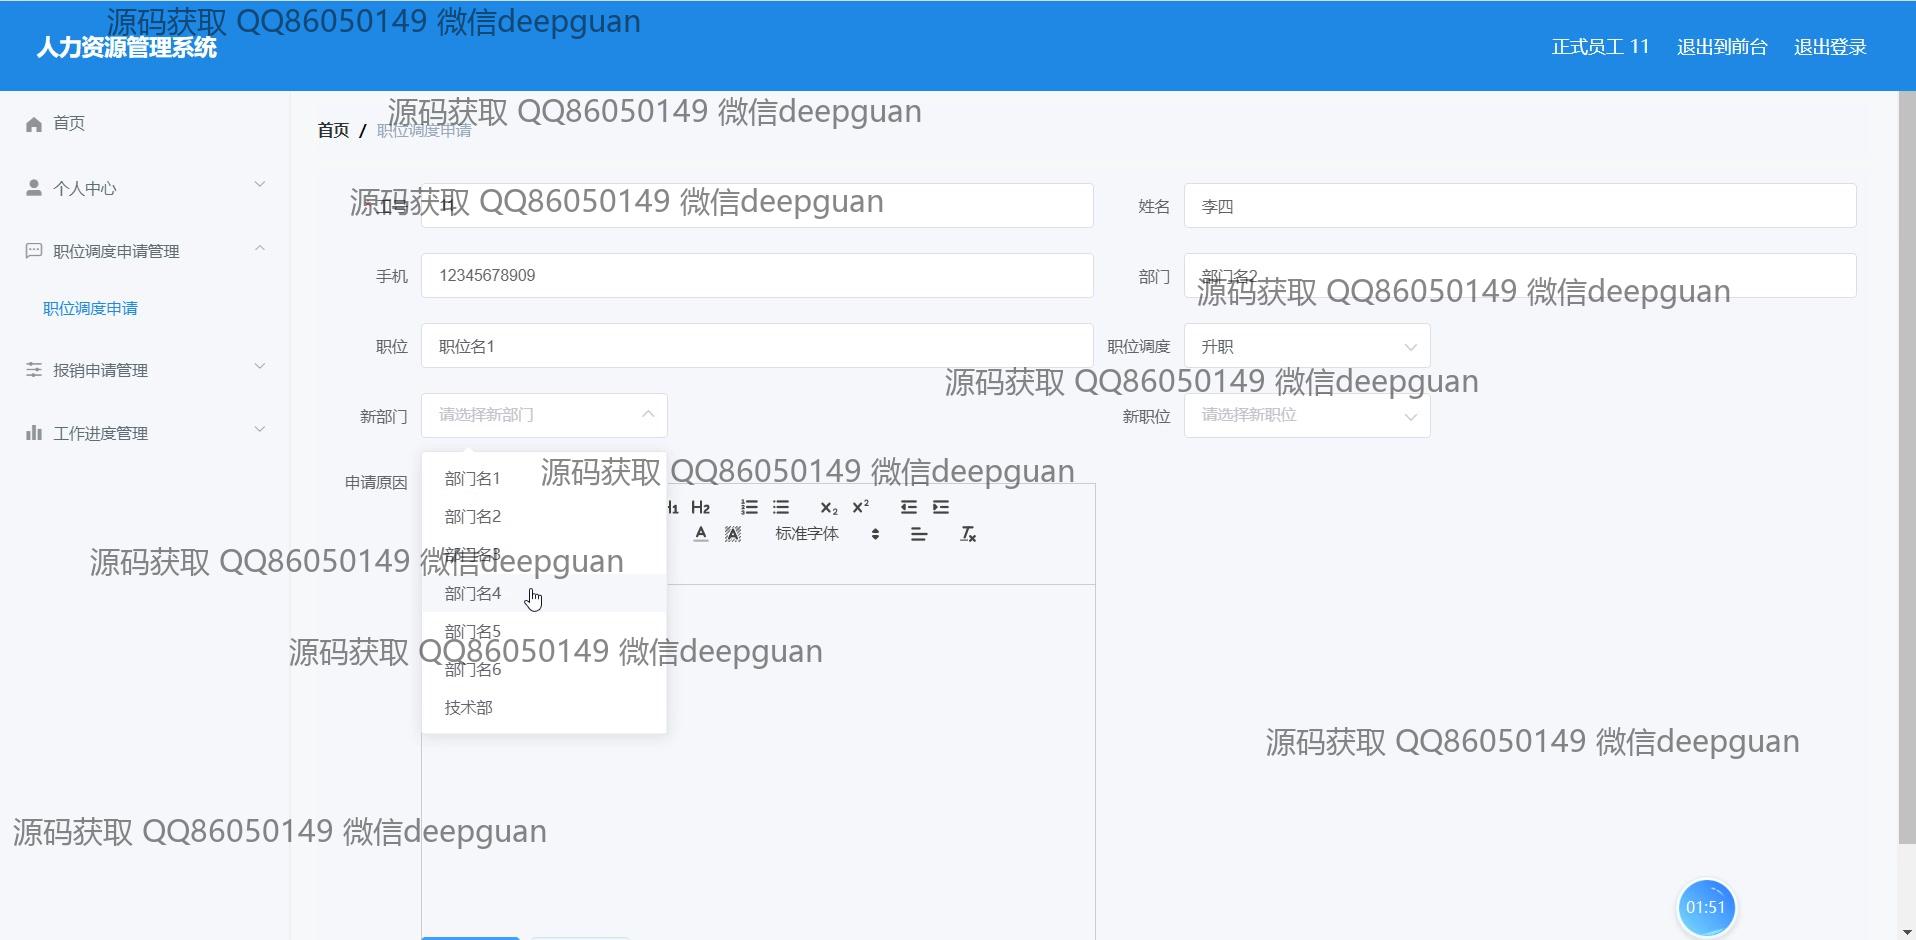 源码获取 QQ86050149 微信deepguan
人力资源管理系统
正式员工 11 退出到前台 退出登录
首页
源码获取 QQ86050149 微信deepguan
首页 / 职位调度申请
个人中心
源码获取 QQ86050149 微信deepguan
工号 11
姓名 李四
职位调度申请管理
手机 12345678909
部门 部门名2
源码获取 QQ86050149 微信deepguan
职位调度申请
职位 职位名1
职位调度 升职
报销申请管理
源码获取 QQ86050149 微信deepguan
新部门 请选择新部门
新职位 请选择新职位
工作进度管理
申请原因
部门名1
源码获取 QQ86050149 微信deepguan
H1 H2
部门名2
标准字体
部门名3
源码获取 QQ86050149 微信deepguan
部门名4
部门名5
源码获取 QQ86050149 微信deepguan
部门名6
技术部
源码获取 QQ86050149 微信deepguan
源码获取 QQ86050149 微信deepguan
01:51